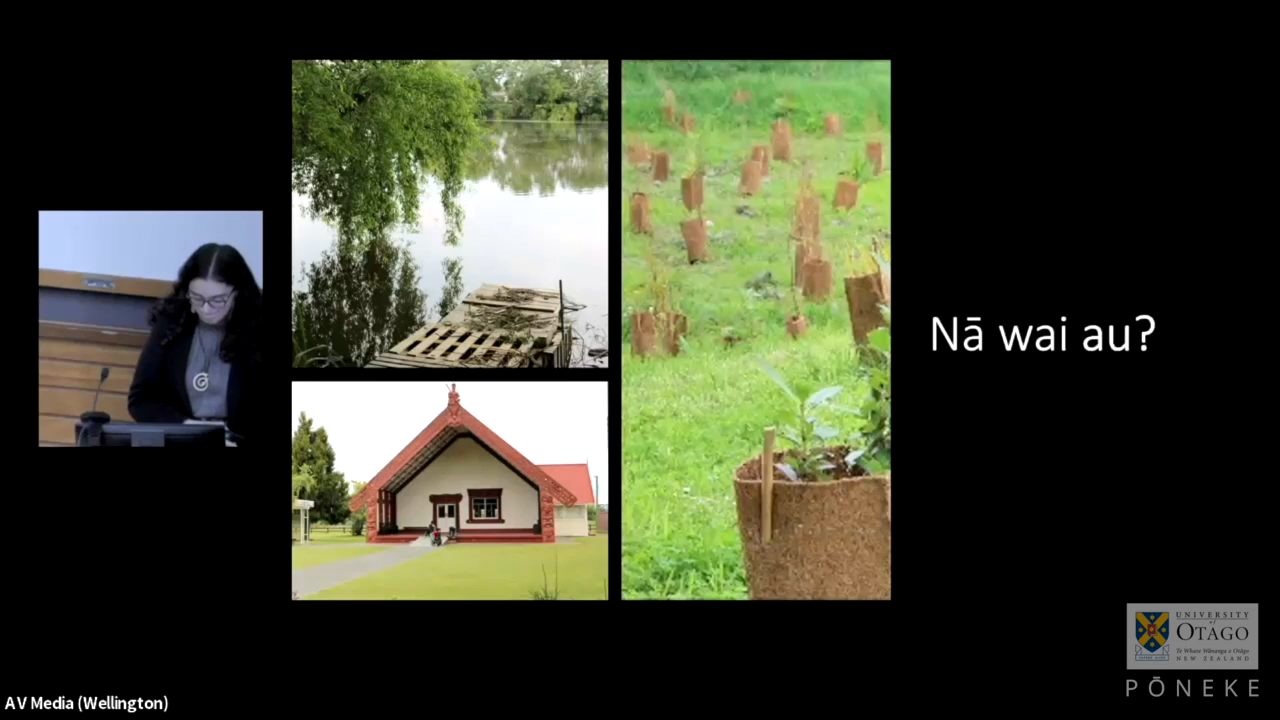 Nā wai au?
UNIVERSITY
of
OTAGO
Te Whare Wānanga o Otāgo
NEW ZEALAND
PŌNEKE
AV Media (Wellington)